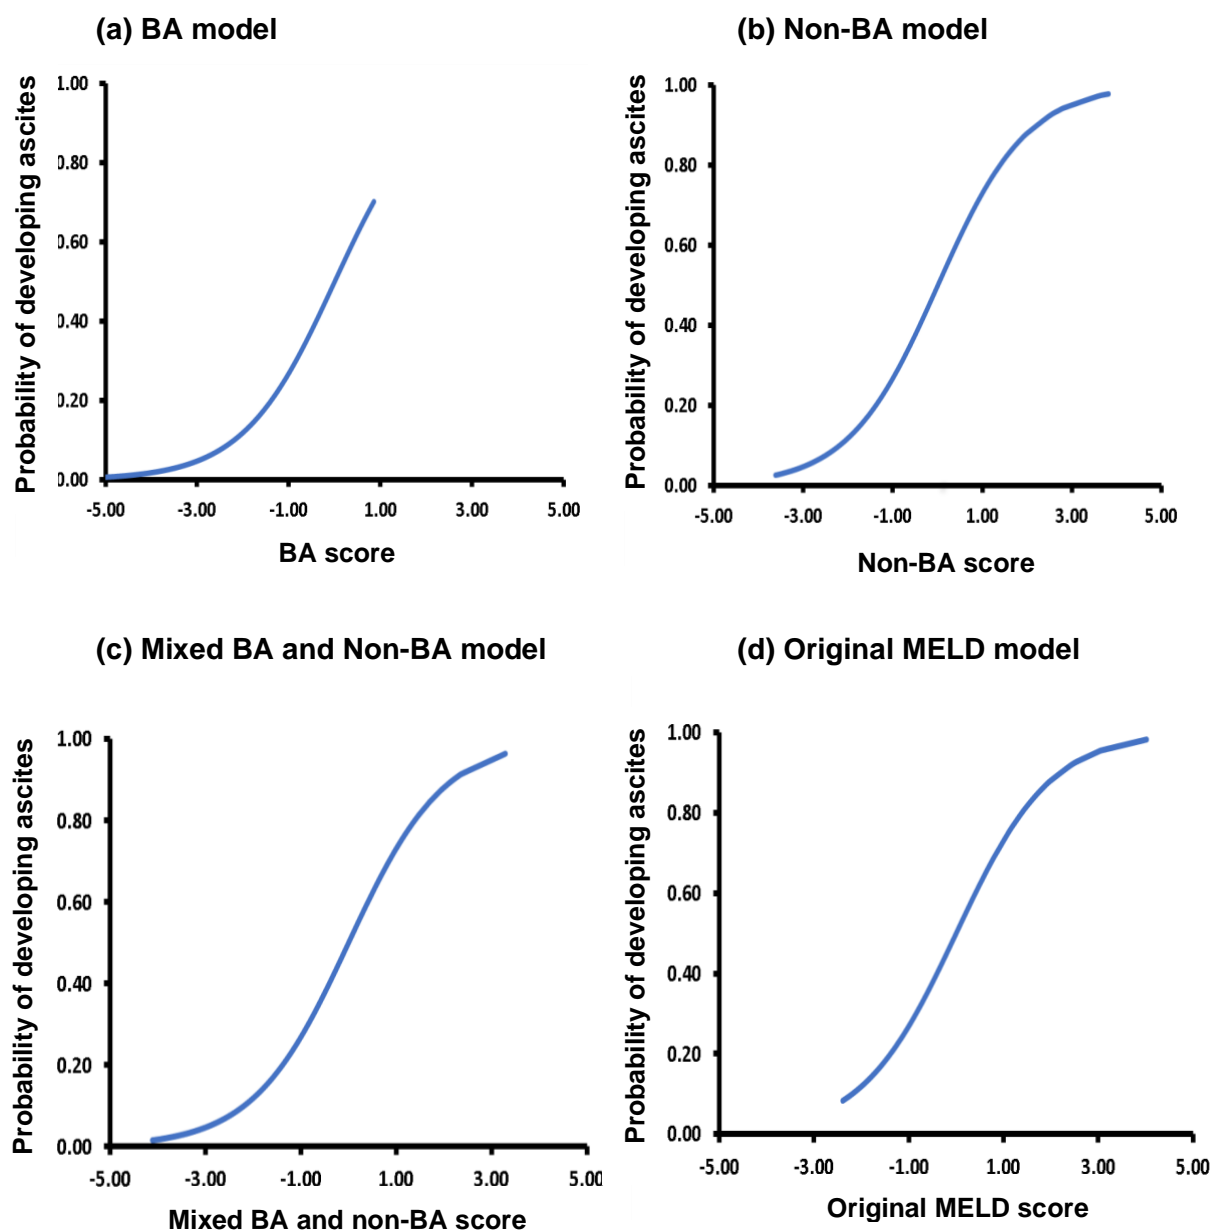 (a) BA model
Probability of developing ascites
1.00
0.80
0.60
0.40
0.20
0.00
-5.00 -3.00 -1.00 1.00 3.00 5.00
BA score
(b) Non-BA model
Probability of developing ascites
1.00
0.80
0.60
0.40
0.20
0.00
-5.00 -3.00 -1.00 1.00 3.00 5.00
Non-BA score
(c) Mixed BA and Non-BA model
Probability of developing ascites
1.00
0.80
0.60
0.40
0.20
0.00
-5.00 -3.00 -1.00 1.00 3.00 5.00
Mixed BA and non-BA score
(d) Original MELD model
Probability of developing ascites
1.00
0.80
0.60
0.40
0.20
0.00
-5.00 -3.00 -1.00 1.00 3.00 5.00
Original MELD score